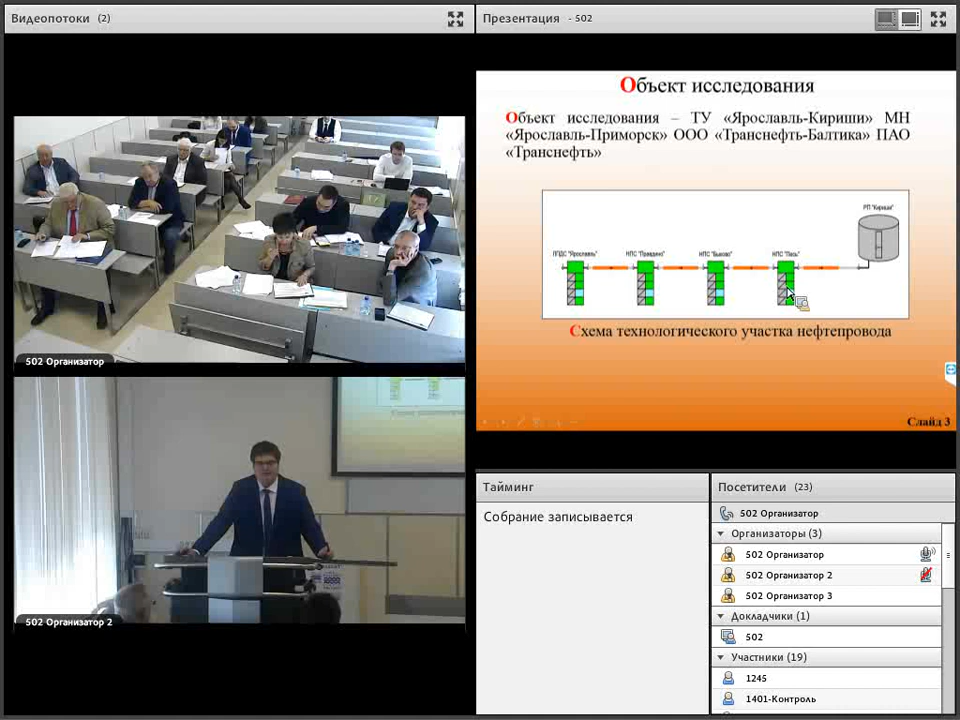 Видеопотоки (2)
502 Организатор
502 Организатор 2
Презентация - 502
Объект исследования
Объект исследования – ТУ «Ярославль-Кириши» МН
«Ярославль-Приморск» ООО «Транснефть-Балтика» ПАО
«Транснефть»
ЛПДС "Ярославль"
НПС "Правдино"
НПС "Быково"
НПС "Песь"
РП "Кириши"
Схема технологического участка нефтепровода
Слайд 3
Тайминг
Собрание записывается
Посетители (23)
502 Организатор
Организаторы (3)
502 Организатор
502 Организатор 2
502 Организатор 3
Докладчики (1)
502
Участники (19)
1245
1401-Контроль